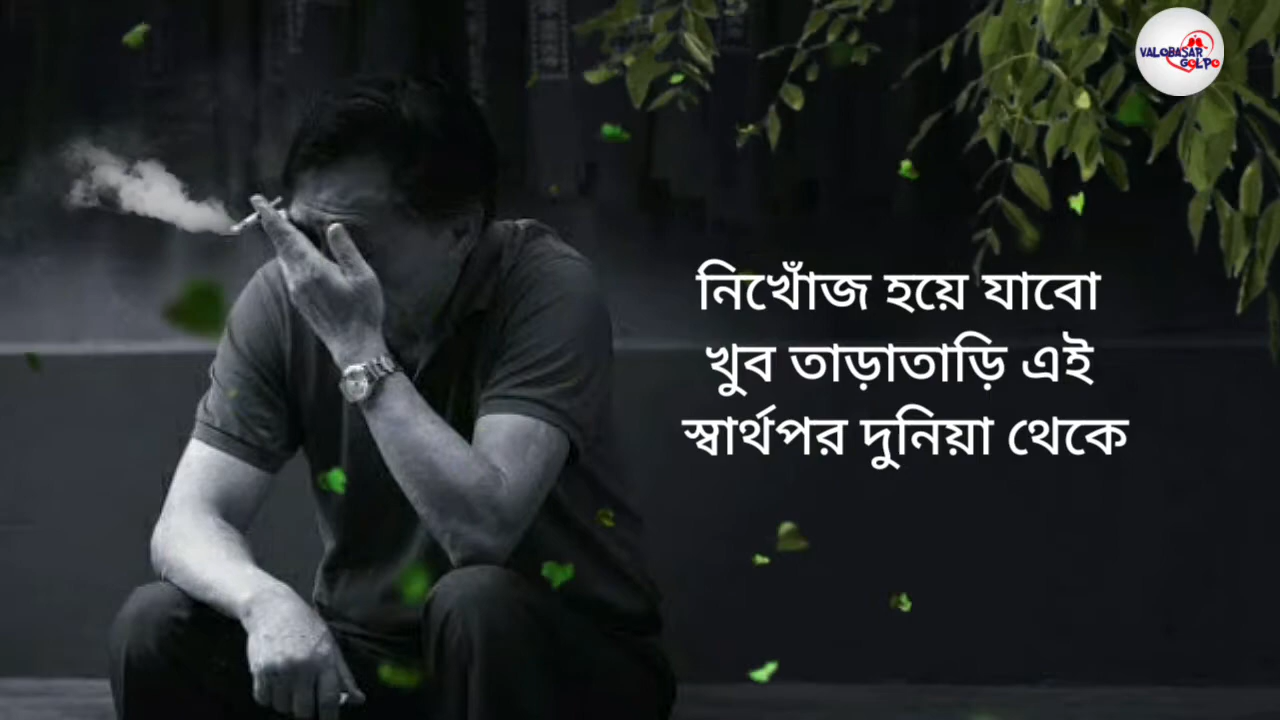 VALOBASAR
GOLPO
নিখোঁজ হয়ে যাবো
খুব তাড়াতাড়ি এই
স্বার্থপর দুনিয়া থেকে